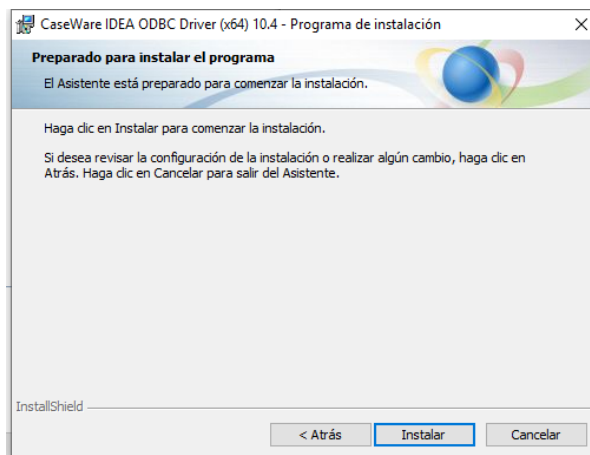 CaseWare IDEA ODBC Driver (x64) 10.4 - Programa de instalación
Preparado para instalar el programa
El Asistente está preparado para comenzar la instalación.
Haga clic en Instalar para comenzar la instalación.
Si desea revisar la configuración de la instalación o realizar algún cambio, haga clic en
Atrás. Haga clic en Cancelar para salir del Asistente.
InstallShield
< Atrás
Instalar
Cancelar